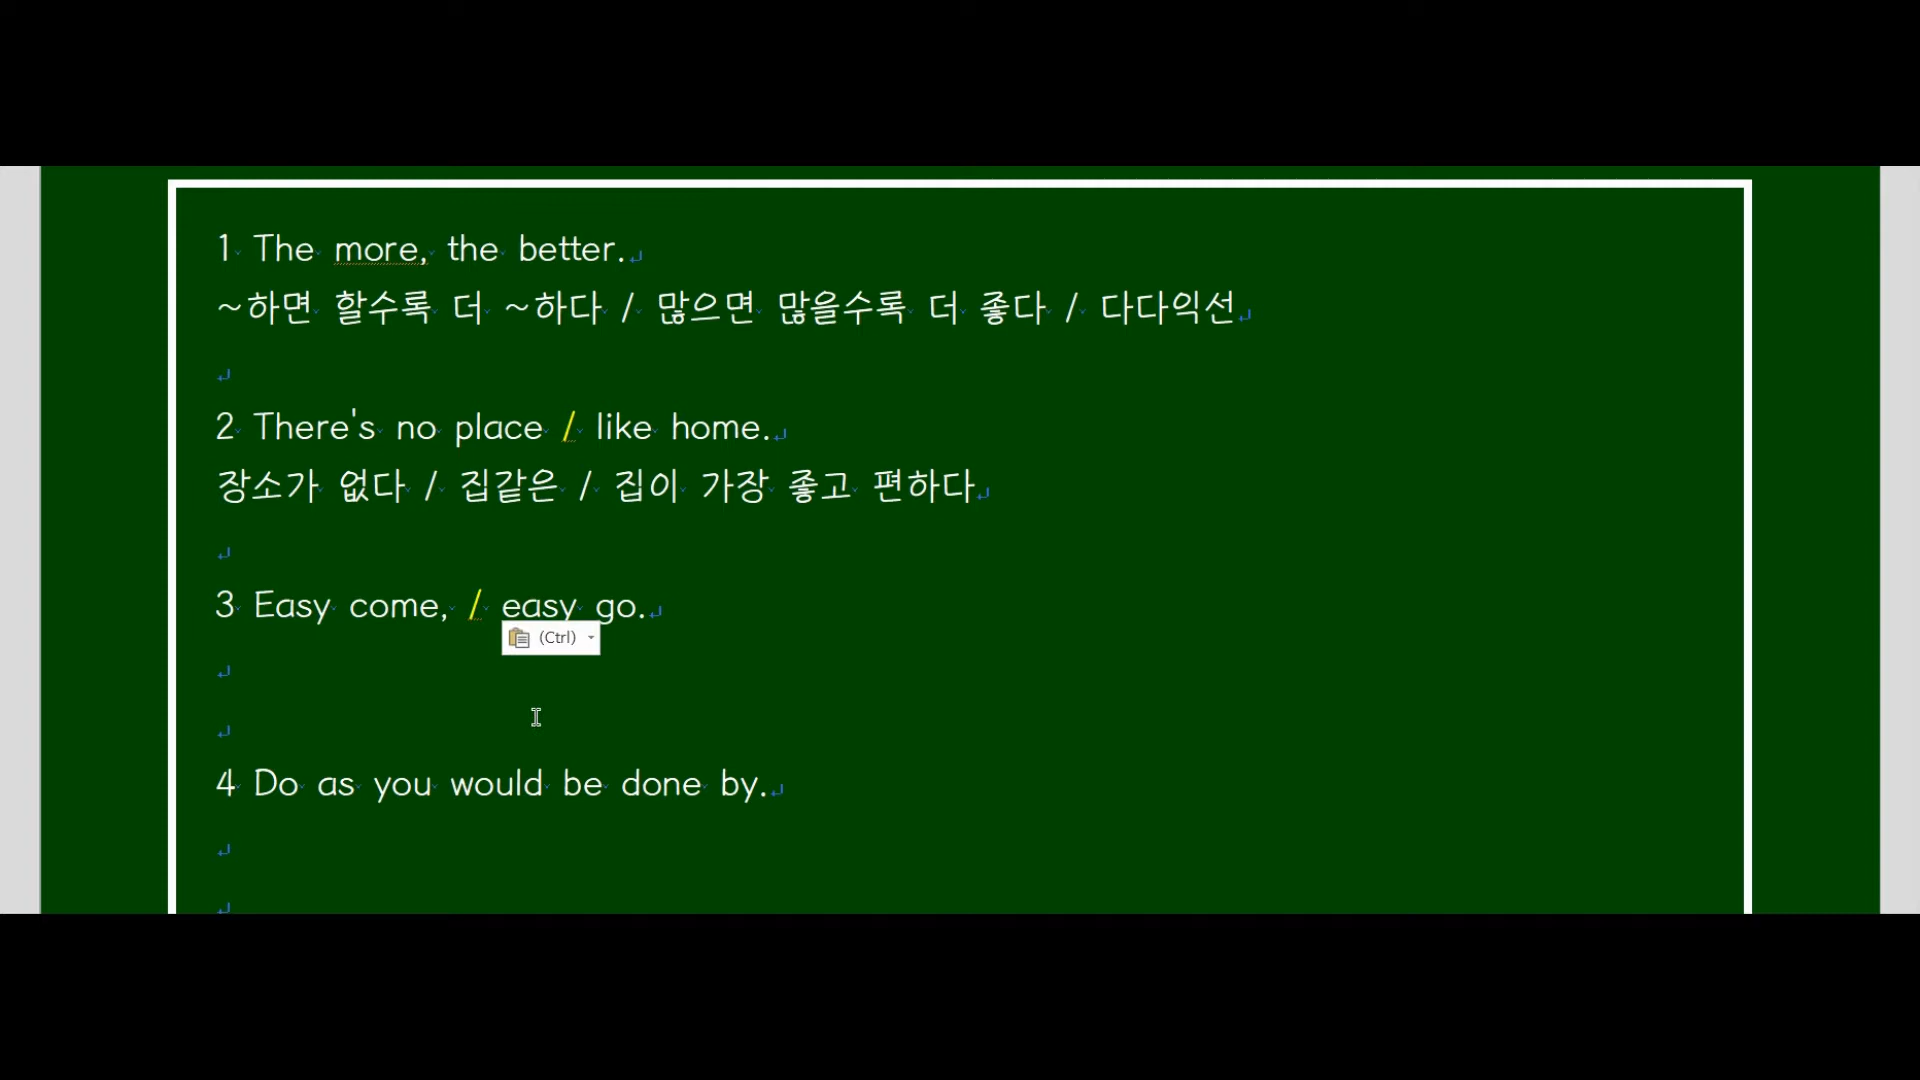 1 The more, the better.
~하면 할수록 더 ~하다 / 많으면 많을수록 더 좋다 / 다다익선
2 There's no place / like home.
장소가 없다 / 집같은 / 집이 가장 좋고 편하다
3 Easy come, / easy go.
(Ctrl)
4 Do as you would be done by.